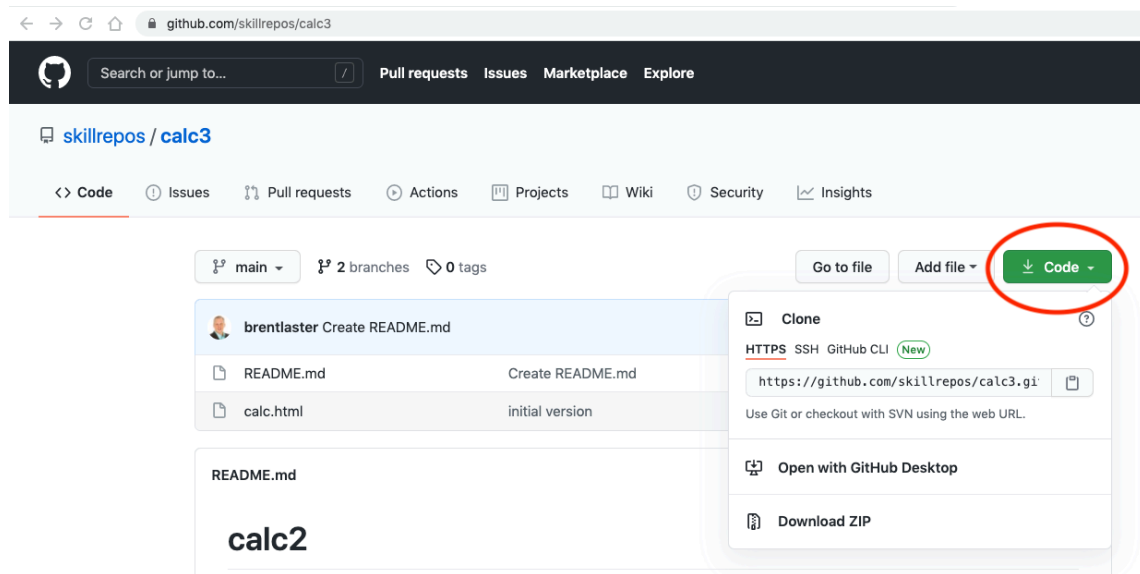 github.com/skillrepos/calc3
Search or jump to... / Pull requests Issues Marketplace Explore
skillrepos / calc3
<> Code Issues Pull requests Actions Projects Wiki Security Insights
main 2 branches 0 tags Go to file Add file Code
brentlaster Create README.md
README.md Create README.md
calc.html initial version
Clone
HTTPS SSH GitHub CLI New
https://github.com/skillrepos/calc3.gi
Use Git or checkout with SVN using the web URL.
Open with GitHub Desktop
Download ZIP
README.md
calc2